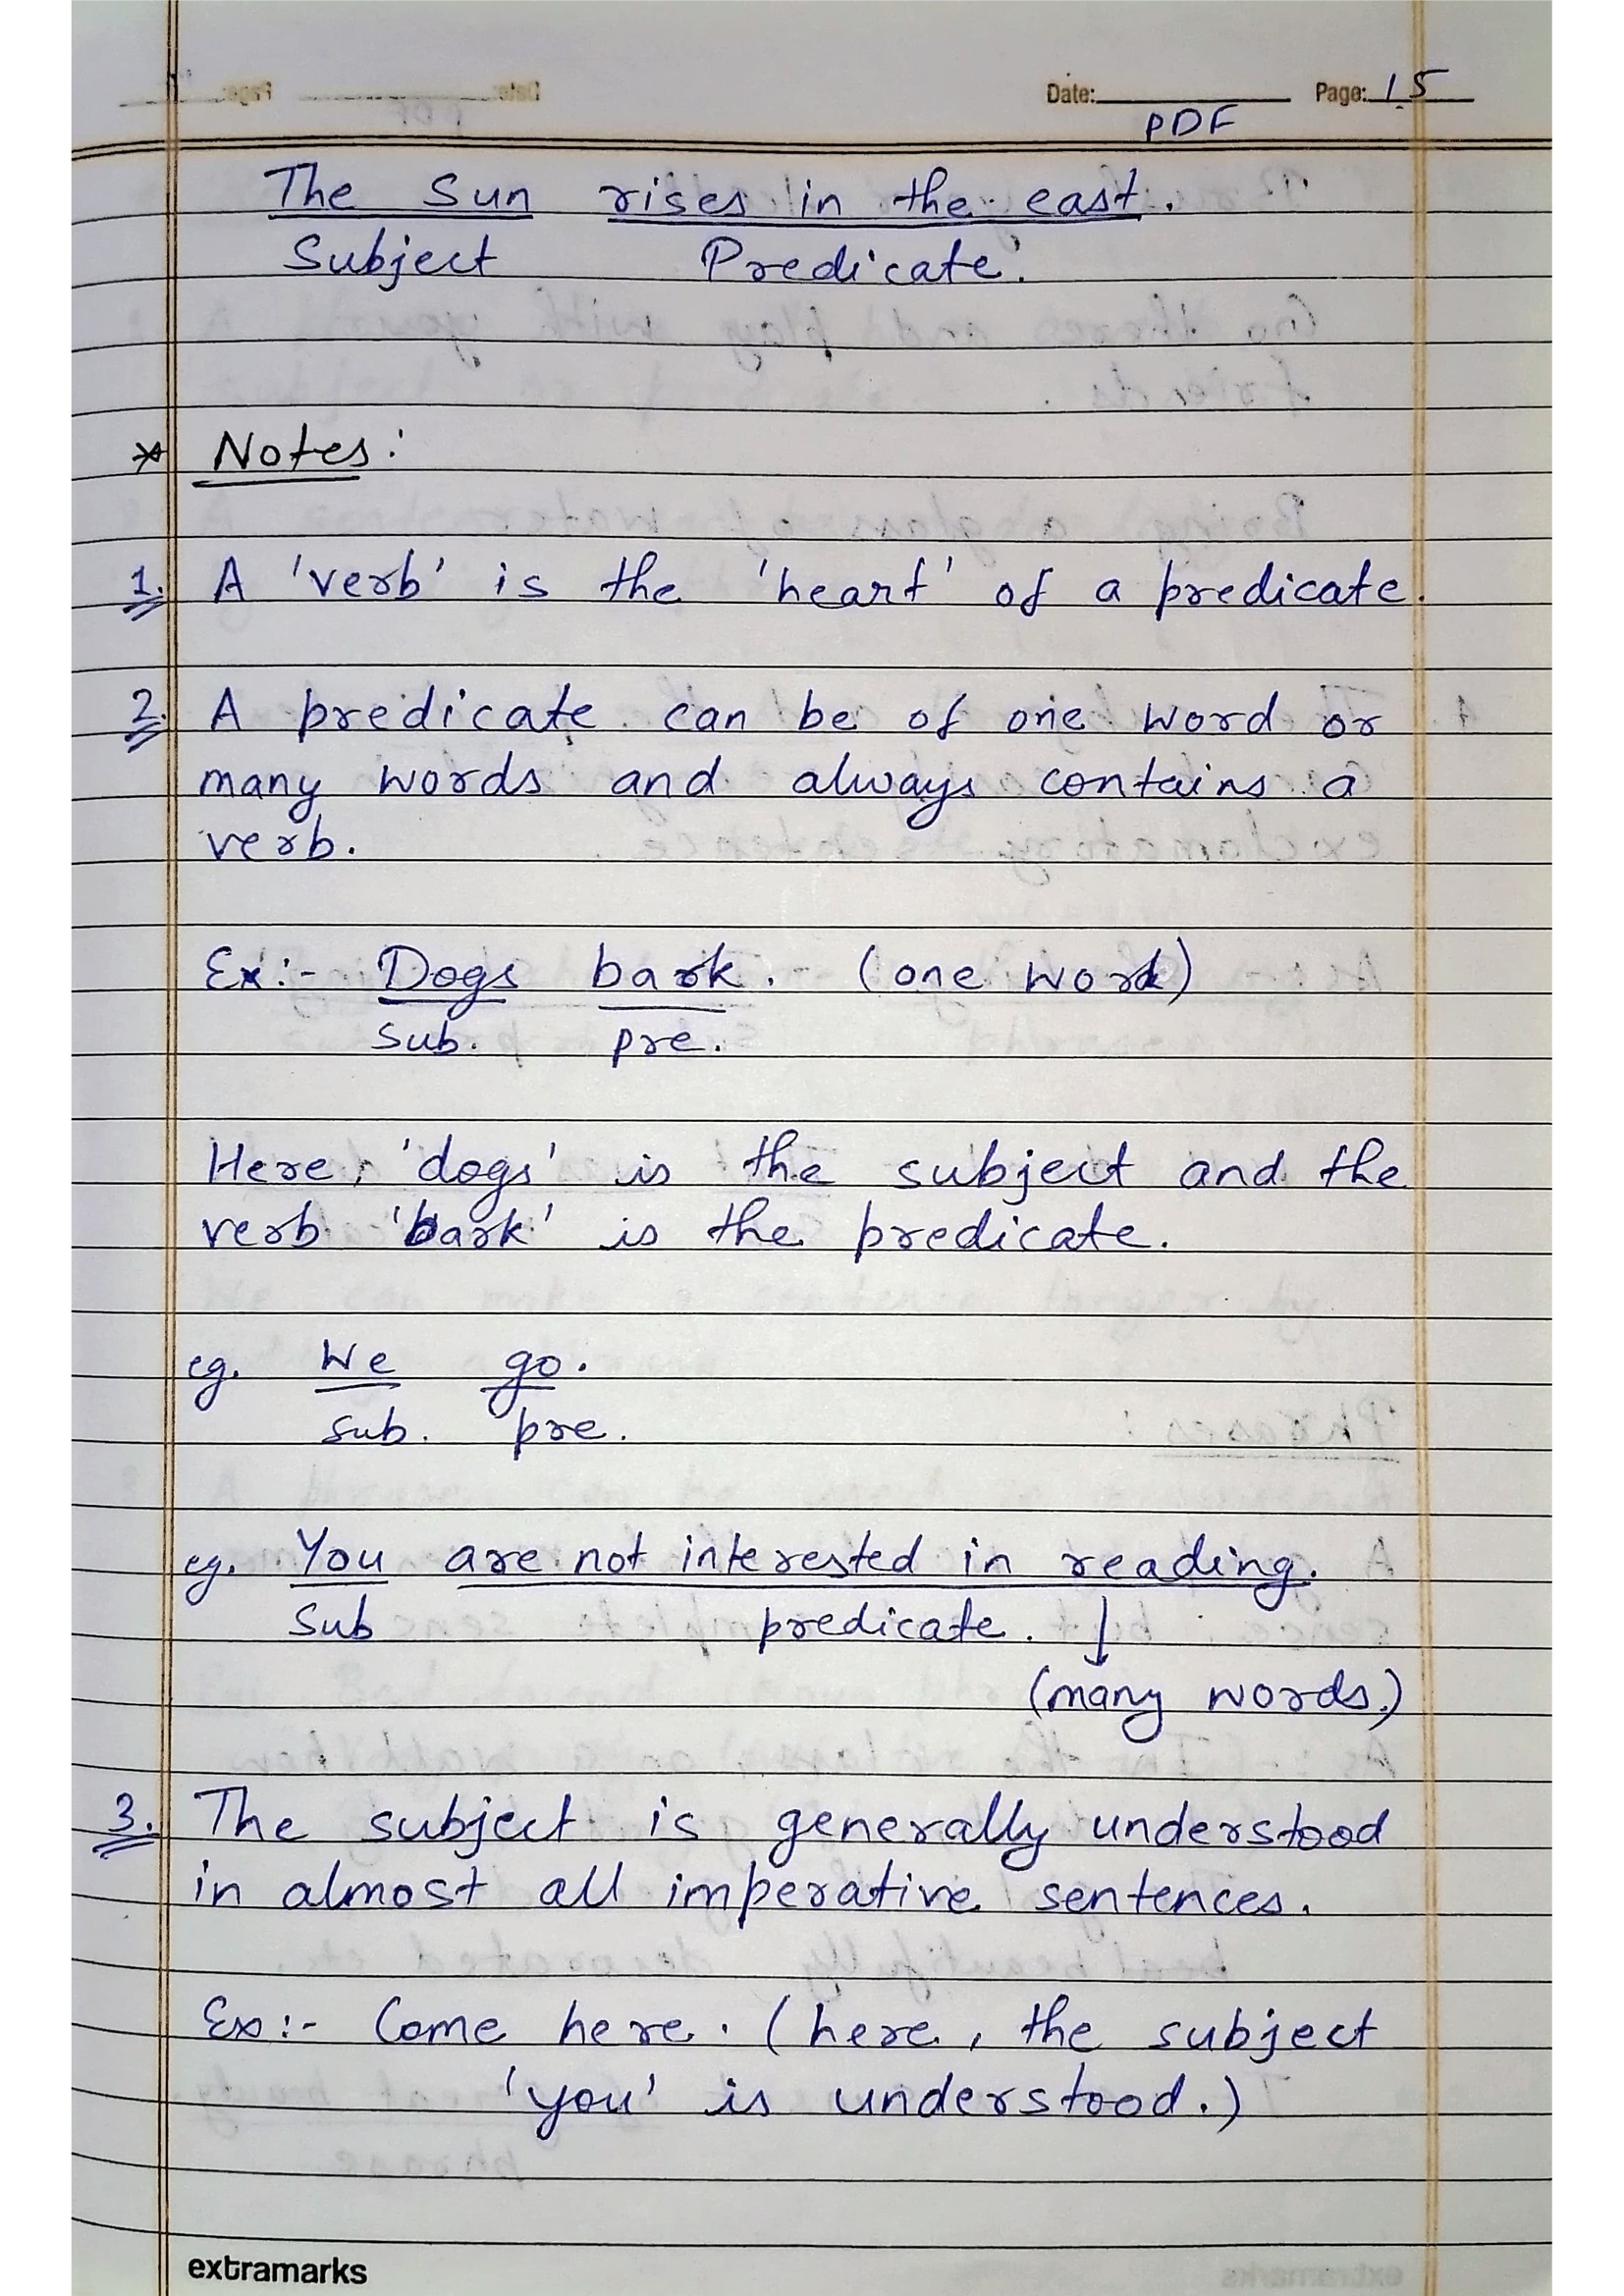 Date: Page: 15
PDF
The Sun rises in the east.
Subject Predicate.
* Notes:
1. A 'verb' is the 'heart' of a predicate.
2. A predicate can be of one word or
many words and always contains a
verb.
Ex:- Dogs bark. (one word)
sub. pre.
Here, 'dogs' is the subject and the
verb 'bark' is the predicate.
eg. We go.
sub. pre.
eg. You are not interested in reading.
Sub predicate. ↓
(many words.)
3. The subject is generally understood
in almost all imperative sentences.
Ex:- Come here. (here, the subject
'you' is understood.)
extramarks